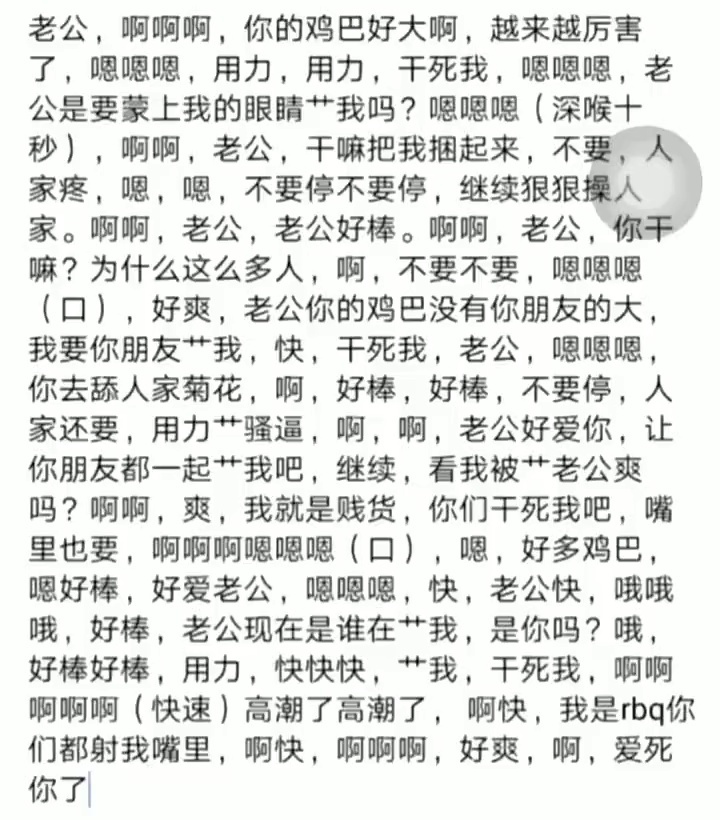 老公，啊啊啊，你的鸡巴好大啊，越来越厉害
了，嗯嗯嗯，用力，用力，干死我，嗯嗯嗯，老
公是要蒙上我的眼睛艹我吗？嗯嗯嗯（深喉十
秒），啊啊，老公，干嘛把我捆起来，不要，人
家疼，嗯，嗯，不要停不要停，继续狠狠操人
家。啊啊，老公，老公好棒。啊啊，老公，你干
嘛？为什么这么多人，啊，不要不要，嗯嗯嗯
（口），好爽，老公你的鸡巴没有你朋友的大，
我要你朋友艹我，快，干死我，老公，嗯嗯嗯，
你去舔人家菊花，啊，好棒，好棒，不要停，人
家还要，用力艹骚逼，啊，啊，老公好爱你，让
你朋友都一起艹我吧，继续，看我被艹老公爽
吗？啊啊，爽，我就是贱货，你们干死我吧，嘴
里也要，啊啊啊嗯嗯嗯（口），嗯，好多鸡巴，
嗯好棒，好爱老公，嗯嗯嗯，快，老公快，哦哦
哦，好棒，老公现在是谁在艹我，是你吗？哦，
好棒好棒，用力，快快快，艹我，干死我，啊啊
啊啊啊（快速）高潮了高潮了，啊快，我是rbq你
们都射我嘴里，啊快，啊啊啊，好爽，啊，爱死
你了